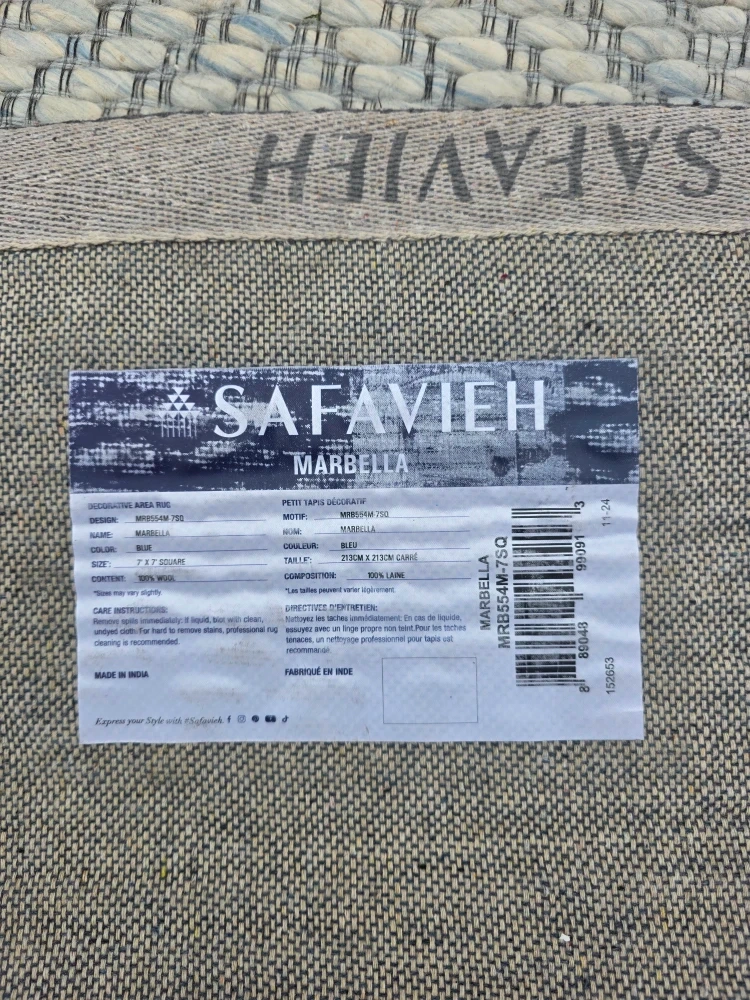 SAFAVIEH
SAFAVIEH
MARBELLA
DECORATIVE AREA RUG
DESIGN: MRB554M-7SQ
NAME: MARBELLA
COLOR: BLUE
SIZE*: 7' X 7' SQUARE
CONTENT: 100% WOOL
*Sizes may vary slightly.
CARE INSTRUCTIONS:
Remove spills immediately: If liquid, blot with clean,
undyed cloth. For hard to remove stains, professional rug
cleaning is recommended.
MADE IN INDIA
PETIT TAPIS DÉCORATIF
MOTIF: MRB554M-7SQ
NOM: MARBELLA
COULEUR: BLEU
TAILLE*: 213CM X 213CM CARRÉ
COMPOSITION: 100% LAINE
*Les tailles peuvent varier légèrement.
DIRECTIVES D'ENTRETIEN:
Nattoyez les taches immédiatement: En cas de liquide,
essuyez avec un linge propre non teint.Pour les taches
tenaces, un nettoyage professionnel pour tapis est
recommandé.
FABRIQUÉ EN INDE
Express your Style with #Safavieh.
MARBELLA
MRB554M-7SQ
8 89048 99091 3
152653
11-24